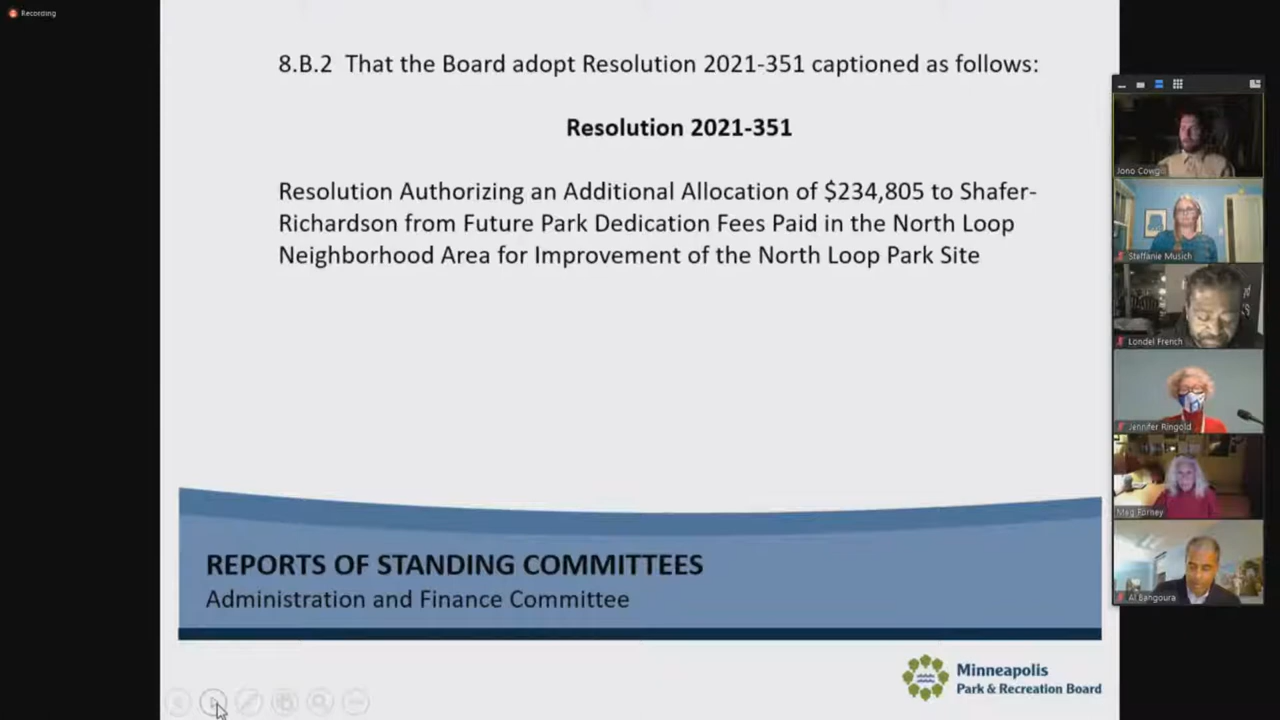 Recording
8.B.2 That the Board adopt Resolution 2021-351 captioned as follows:
Resolution 2021-351
Resolution Authorizing an Additional Allocation of $234,805 to Shafer-
Richardson from Future Park Dedication Fees Paid in the North Loop
Neighborhood Area for Improvement of the North Loop Park Site
REPORTS OF STANDING COMMITTEES
Administration and Finance Committee
Minneapolis
Park & Recreation Board
Jono Cowgill
Steffanie Musich
Londel French
Jennifer Ringold
Meg Forney
Al Bangoura